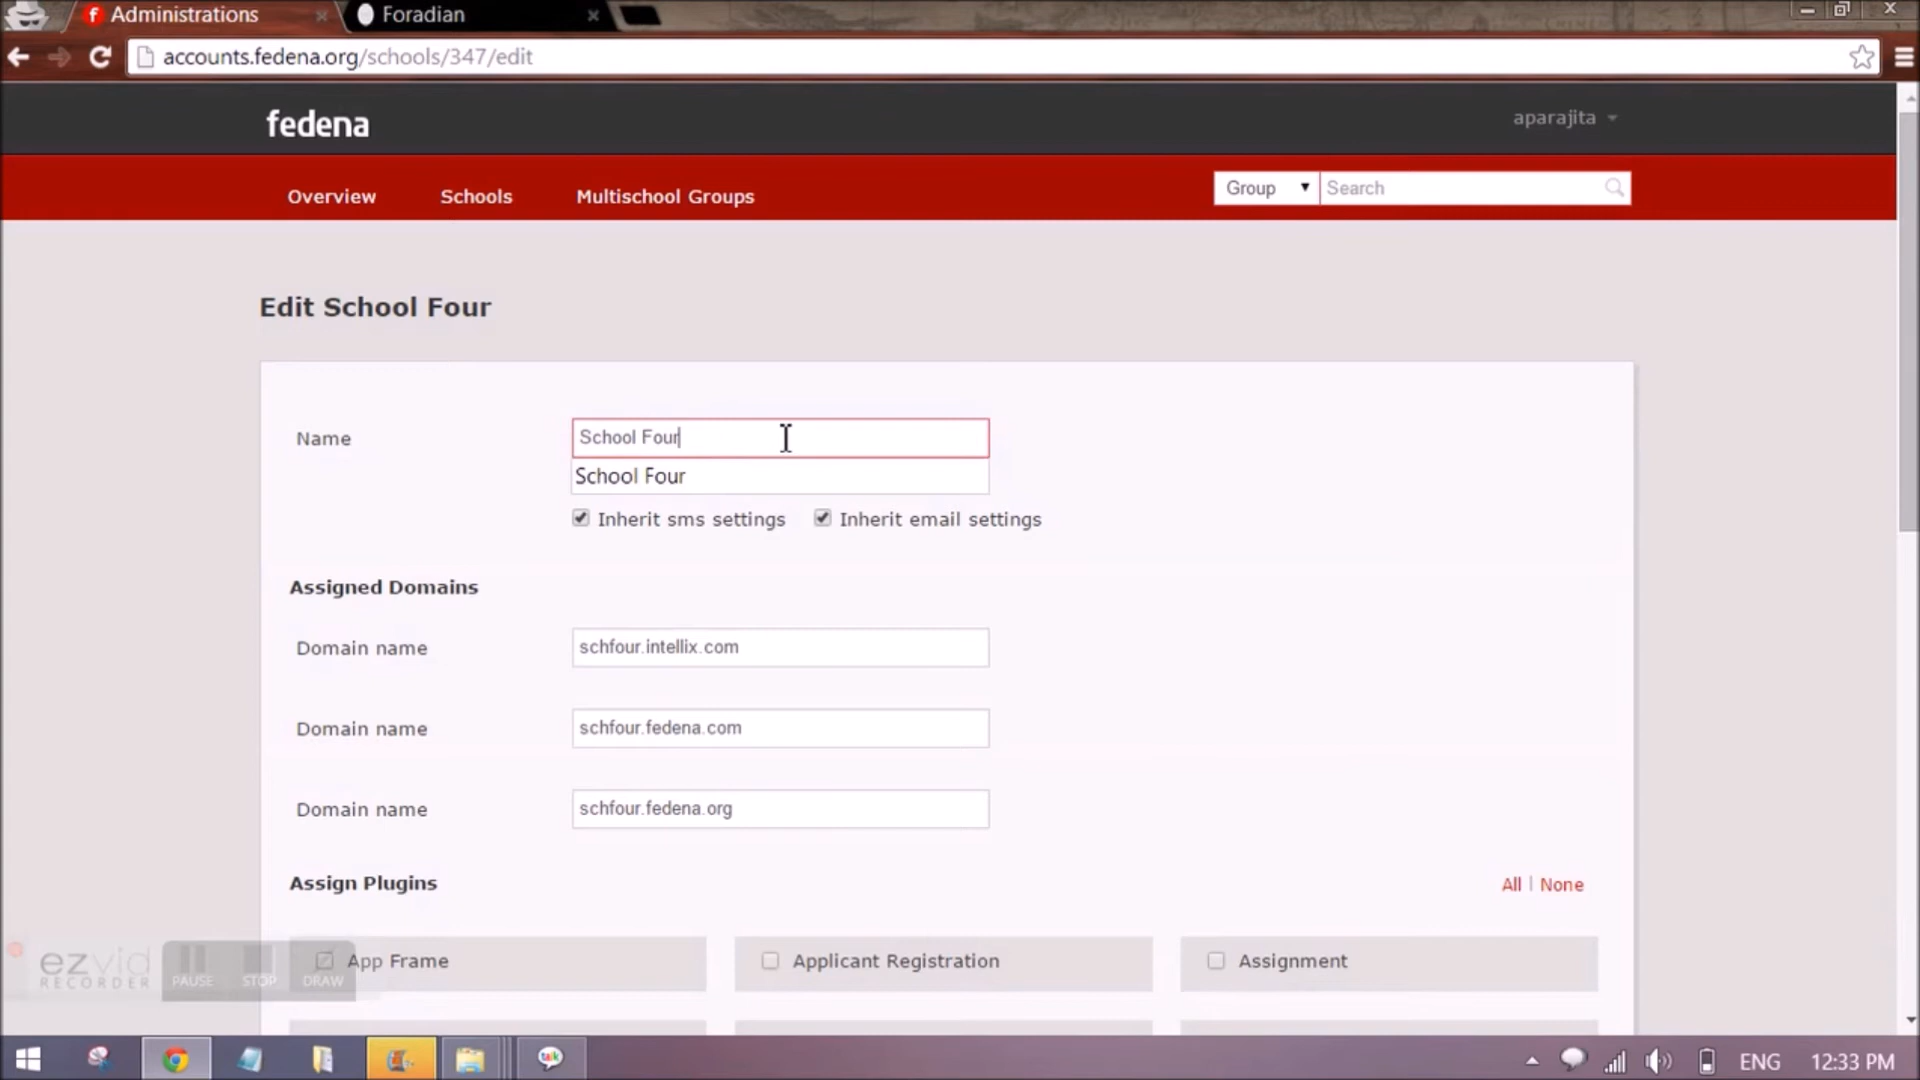 Administrations
Foradian
accounts.fedena.org/schools/347/edit
fedena
aparajita
Overview
Schools
Multischool Groups
Group
Search
Edit School Four
Name
School Four
School Four
Inherit sms settings
Inherit email settings
Assigned Domains
Domain name
schfour.intellix.com
Domain name
schfour.fedena.com
Domain name
schfour.fedena.org
Assign Plugins
All | None
App Frame
Applicant Registration
Assignment
ezvid
RECORDER
PAUSE
STOP
DRAW
talk
ENG
12:33 PM